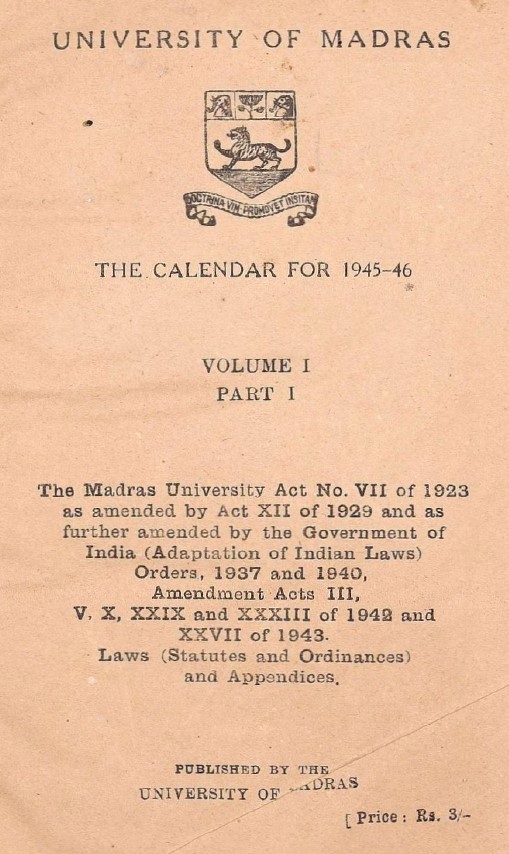 UNIVERSITY OF MADRAS
DOCTRINA VIM PROMOVET INSITAM
THE CALENDAR FOR 1945-46
VOLUME I
PART I
The Madras University Act No. VII of 1923
as amended by Act XII of 1929 and as
further amended by the Government of
India (Adaptation of Indian Laws)
Orders, 1937 and 1940,
Amendment Acts III,
V, X, XXIX and XXXIII of 1942 and
XXVII of 1943.
Laws (Statutes and Ordinances)
and Appendices.
PUBLISHED BY THE
UNIVERSITY OF MADRAS
[ Price : Rs. 3/-